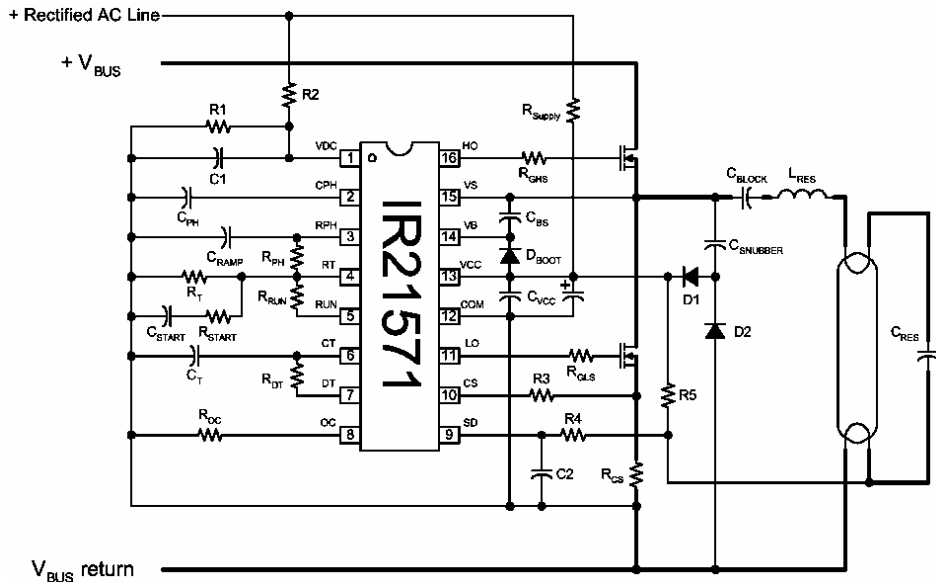 + Rectified AC Line
+ VBUS
R1
R2
RSupply
C1
VDC
1
16
HO
RGHS
CPH
CPH
2
15
VS
CBS
CBLOCK
LRES
CRAMP
RPH
RPH
3
14
VB
DBOOT
CSNUBBER
RT
RT
4
13
VCC
D1
CSTART
RSTART
RRUN
RUN
5
12
COM
CVCC
+
D2
CRES
CT
CT
6
11
LO
RGLS
RDT
DT
7
10
CS
R3
R5
ROC
OC
8
9
SD
R4
C2
RCS
IR21571
VBUS return